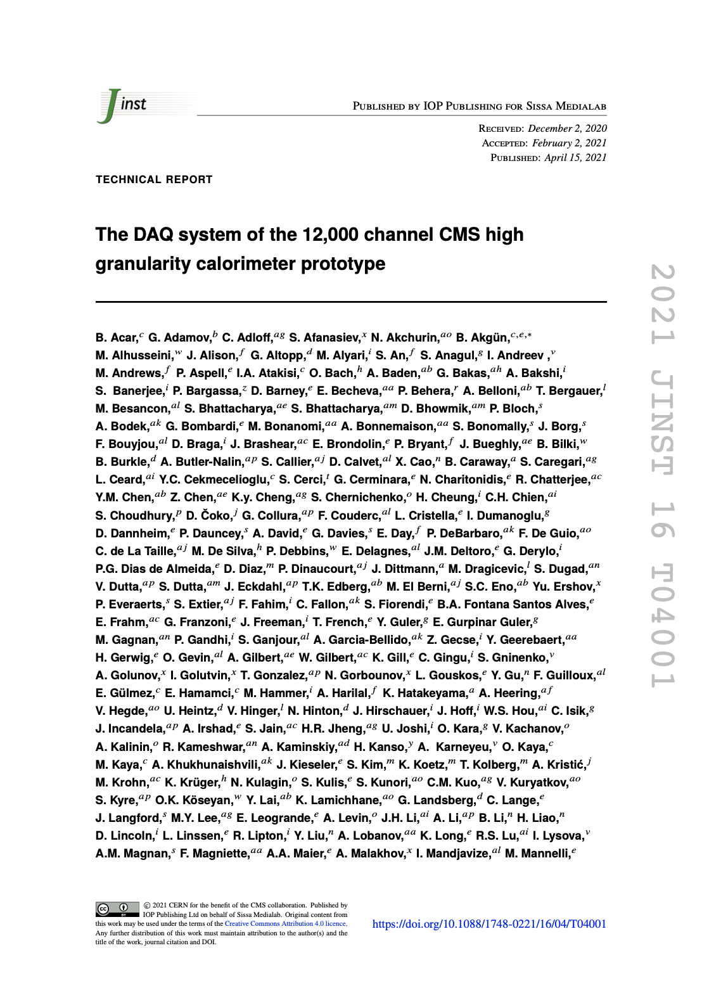 Jinst
Published by IOP Publishing for Sissa Medialab
Received: December 2, 2020
Accepted: February 2, 2021
Published: April 15, 2021
TECHNICAL REPORT
The DAQ system of the 12,000 channel CMS high
granularity calorimeter prototype
B. Acar,c G. Adamov,b C. Adloff,ag S. Afanasiev,x N. Akchurin,ao B. Akgün,c,e,∗
M. Alhusseini,w J. Alison,f G. Altopp,d M. Alyari,i S. An,f S. Anagul,g I. Andreev ,v
M. Andrews,f P. Aspell,e I.A. Atakisi,c O. Bach,h A. Baden,ab G. Bakas,ah A. Bakshi,i
S. Banerjee,i P. Bargassa,z D. Barney,e E. Becheva,aa P. Behera,r A. Belloni,ab T. Bergauer,l
M. Besancon,al S. Bhattacharya,ae S. Bhattacharya,am D. Bhowmik,am P. Bloch,s
A. Bodek,ak G. Bombardi,e M. Bonanomi,aa A. Bonnemaison,aa S. Bonomally,s J. Borg,s
F. Bouyjou,al D. Braga,i J. Brashear,ac E. Brondolin,e P. Bryant,f J. Bueghly,ae B. Bilki,w
B. Burkle,d A. Butler-Nalin,ap S. Callier,aj D. Calvet,al X. Cao,n B. Caraway,a S. Caregari,ag
L. Ceard,ai Y.C. Cekmecelioglu,c S. Cerci,t G. Cerminara,e N. Charitonidis,e R. Chatterjee,ac
Y.M. Chen,ab Z. Chen,ae K.y. Cheng,ag S. Chernichenko,o H. Cheung,i C.H. Chien,ai
S. Choudhury,p D. Čoko,j G. Collura,ap F. Couderc,al L. Cristella,e I. Dumanoglu,g
D. Dannheim,e P. Dauncey,s A. David,e G. Davies,s E. Day,f P. DeBarbaro,ak F. De Guio,ao
C. de La Taille,aj M. De Silva,h P. Debbins,w E. Delagnes,al J.M. Deltoro,e G. Derylo,i
P.G. Dias de Almeida,e D. Diaz,m P. Dinaucourt,aj J. Dittmann,a M. Dragicevic,l S. Dugad,an
V. Dutta,ap S. Dutta,am J. Eckdahl,ap T.K. Edberg,ab M. El Berni,aj S.C. Eno,ab Yu. Ershov,x
P. Everaerts,s S. Extier,aj F. Fahim,i C. Fallon,ak S. Fiorendi,e B.A. Fontana Santos Alves,e
E. Frahm,ac G. Franzoni,e J. Freeman,i T. French,e Y. Guler,g E. Gurpinar Guler,g
M. Gagnan,an P. Gandhi,i S. Ganjour,al A. Garcia-Bellido,ak Z. Gecse,i Y. Geerebaert,aa
H. Gerwig,e O. Gevin,al A. Gilbert,ae W. Gilbert,ac K. Gill,e C. Gingu,i S. Gninenko,v
A. Golunov,x I. Golutvin,x T. Gonzalez,ap N. Gorbounov,x L. Gouskos,e Y. Gu,n F. Guilloux,al
E. Gülmez,c E. Hamamci,c M. Hammer,i A. Harilal,f K. Hatakeyama,a A. Heering,af
V. Hegde,ao U. Heintz,d V. Hinger,l N. Hinton,d J. Hirschauer,i J. Hoff,i W.S. Hou,ai C. Isik,g
J. Incandela,ap A. Irshad,e S. Jain,ac H.R. Jheng,ag U. Joshi,i O. Kara,g V. Kachanov,o
A. Kalinin,o R. Kameshwar,an A. Kaminskiy,ad H. Kanso,y A. Karneyeu,v O. Kaya,c
M. Kaya,c A. Khukhunaishvili,ak J. Kieseler,e S. Kim,m K. Koetz,m T. Kolberg,m A. Kristić,j
M. Krohn,ac K. Krüger,h N. Kulagin,o S. Kulis,e S. Kunori,ao C.M. Kuo,ag V. Kuryatkov,ao
S. Kyre,ap O.K. Köseyan,w Y. Lai,ab K. Lamichhane,ao G. Landsberg,d C. Lange,e
J. Langford,s M.Y. Lee,ag E. Leogrande,e A. Levin,o J.H. Li,ai A. Li,ap B. Li,n H. Liao,n
D. Lincoln,i L. Linssen,e R. Lipton,i Y. Liu,n A. Lobanov,aa K. Long,e R.S. Lu,ai I. Lysova,v
A.M. Magnan,s F. Magniette,aa A.A. Maier,e A. Malakhov,x I. Mandjavize,al M. Mannelli,e
cc BY © 2021 CERN for the benefit of the CMS collaboration. Published by
IOP Publishing Ltd on behalf of Sissa Medialab. Original content from
this work may be used under the terms of the Creative Commons Attribution 4.0 licence.
Any further distribution of this work must maintain attribution to the author(s) and the
title of the work, journal citation and DOI.
https://doi.org/10.1088/1748-0221/16/04/T04001
2021 JINST 16 T04001